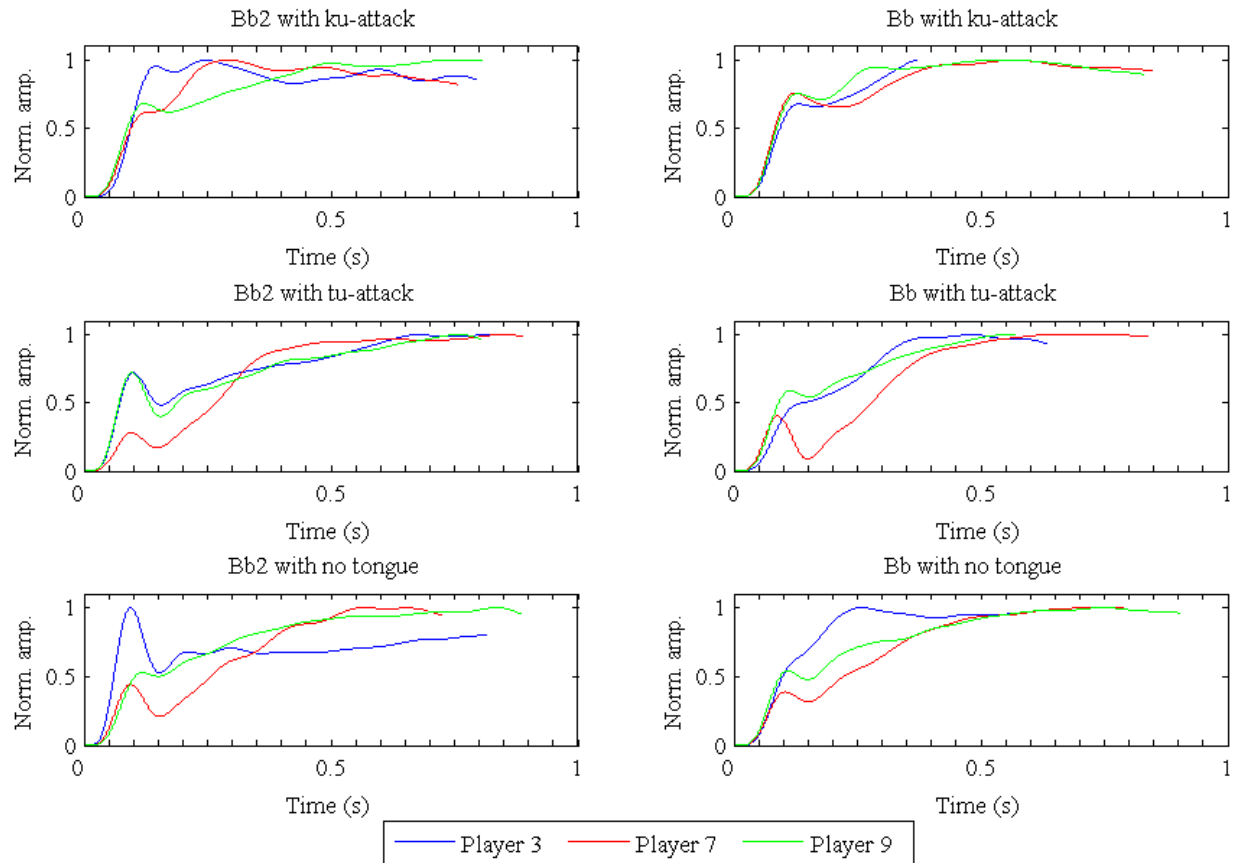 Bb2 with ku-attack
Norm. amp.
1
0.5
0
0
0.5
1
Time (s)
Bb with ku-attack
Norm. amp.
1
0.5
0
0
0.5
1
Time (s)
Bb2 with tu-attack
Norm. amp.
1
0.5
0
0
0.5
1
Time (s)
Bb with tu-attack
Norm. amp.
1
0.5
0
0
0.5
1
Time (s)
Bb2 with no tongue
Norm. amp.
1
0.5
0
0
0.5
1
Time (s)
Bb with no tongue
Norm. amp.
1
0.5
0
0
0.5
1
Time (s)
Player 3 Player 7 Player 9